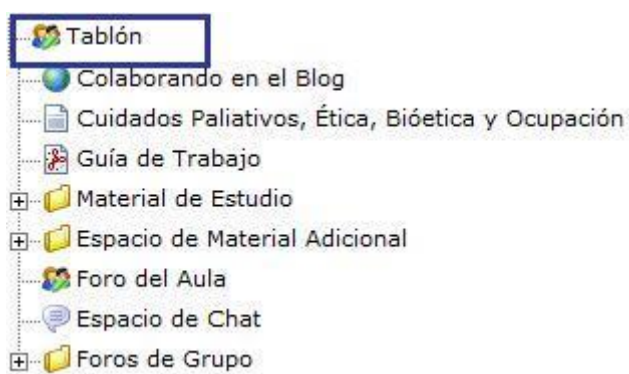 Tablón
Colaborando en el Blog
Cuidados Paliativos, Ética, Bióetica y Ocupación
Guía de Trabajo
Material de Estudio
Espacio de Material Adicional
Foro del Aula
Espacio de Chat
Foros de Grupo